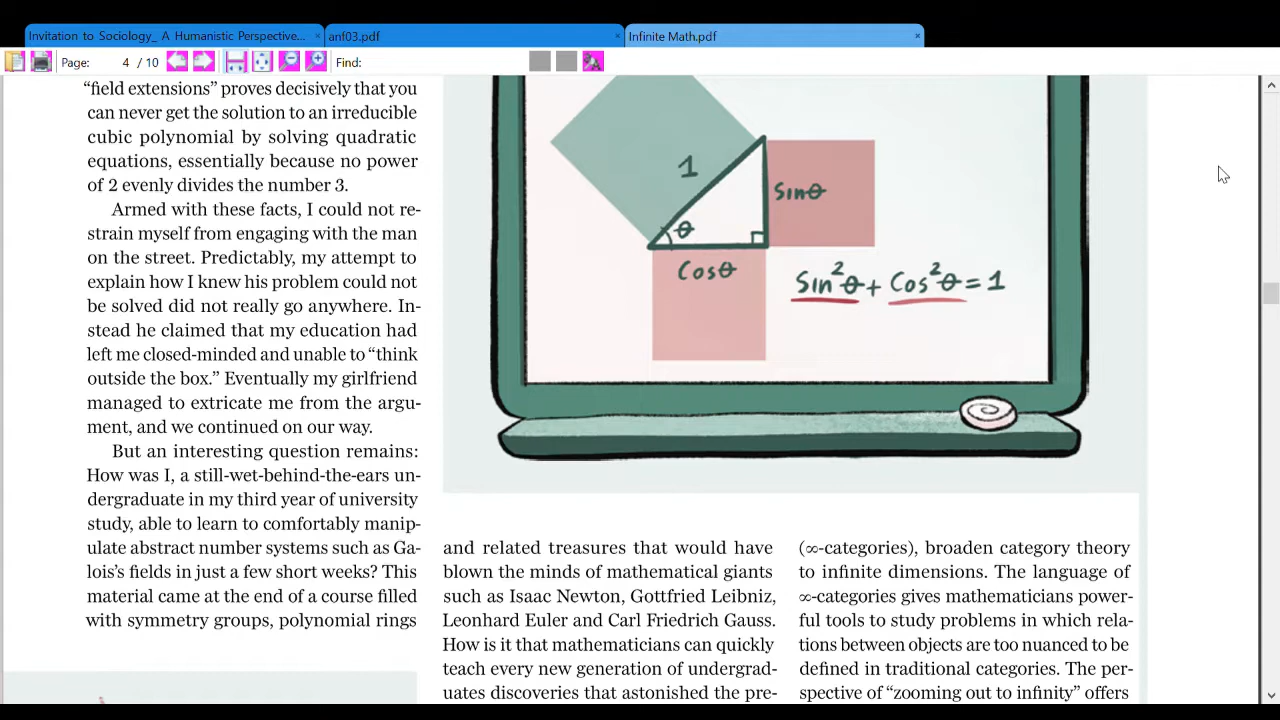 Invitation to Sociology_ A Humanistic Perspective... ×
anf03.pdf ×
Infinite Math.pdf ×
Page: 4 / 10 Find:
“field extensions” proves decisively that you
can never get the solution to an irreducible
cubic polynomial by solving quadratic
equations, essentially because no power
of 2 evenly divides the number 3.
Armed with these facts, I could not re-
strain myself from engaging with the man
on the street. Predictably, my attempt to
explain how I knew his problem could not
be solved did not really go anywhere. In-
stead he claimed that my education had
left me closed-minded and unable to “think
outside the box.” Eventually my girlfriend
managed to extricate me from the argu-
ment, and we continued on our way.
But an interesting question remains:
How was I, a still-wet-behind-the-ears un-
dergraduate in my third year of university
study, able to learn to comfortably manip-
ulate abstract number systems such as Ga-
lois’s fields in just a few short weeks? This
material came at the end of a course filled
with symmetry groups, polynomial rings
1
Sinθ
θ
Cosθ
Sin²θ + Cos²θ = 1
and related treasures that would have
blown the minds of mathematical giants
such as Isaac Newton, Gottfried Leibniz,
Leonhard Euler and Carl Friedrich Gauss.
How is it that mathematicians can quickly
teach every new generation of undergrad-
uates discoveries that astonished the pre-
(∞-categories), broaden category theory
to infinite dimensions. The language of
∞-categories gives mathematicians power-
ful tools to study problems in which rela-
tions between objects are too nuanced to be
defined in traditional categories. The per-
spective of “zooming out to infinity” offers